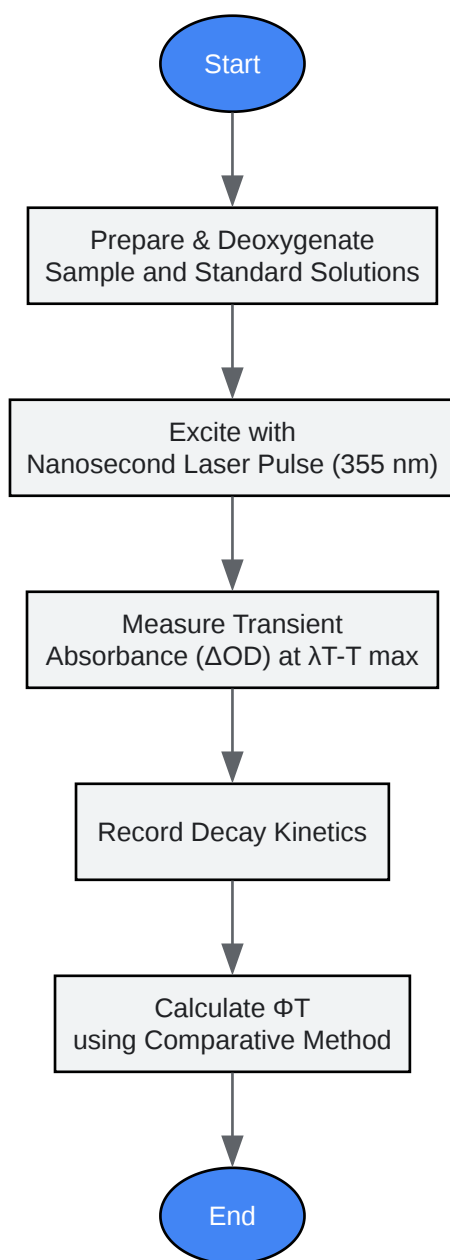 Start
Prepare & Deoxygenate
Sample and Standard Solutions
Excite with
Nanosecond Laser Pulse (355 nm)
Measure Transient
Absorbance (ΔOD) at λT-T max
Record Decay Kinetics
Calculate ΦT
using Comparative Method
End